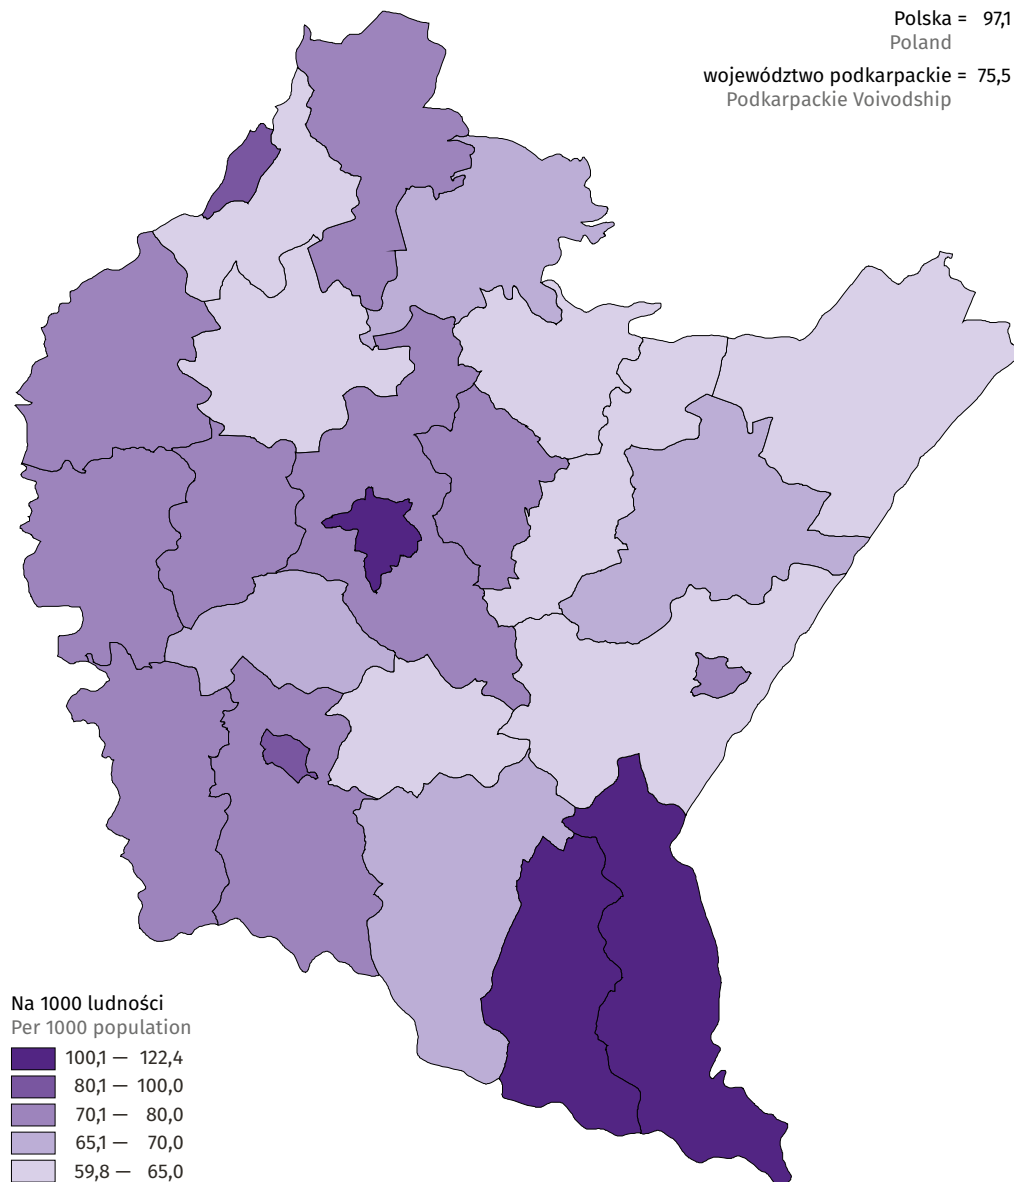 Polska = 97,1
Poland
województwo podkarpackie = 75,5
Podkarpackie Voivodship
Na 1000 ludności
Per 1000 population
100,1 — 122,4
80,1 — 100,0
70,1 — 80,0
65,1 — 70,0
59,8 — 65,0